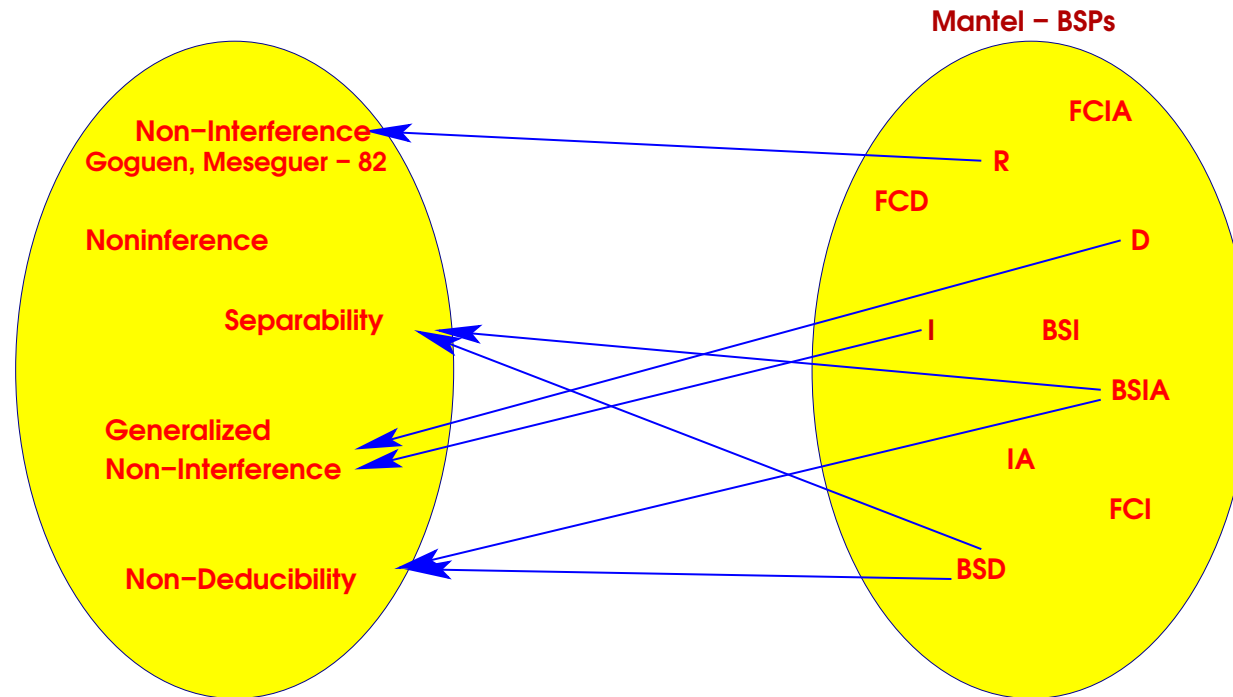 Mantel – BSPs
Non–Interference
Goguen, Meseguer – 82
Noninference
Separability
Generalized
Non–Interference
Non–Deducibility
FCIA
R
FCD
D
I
BSI
BSIA
IA
FCI
BSD